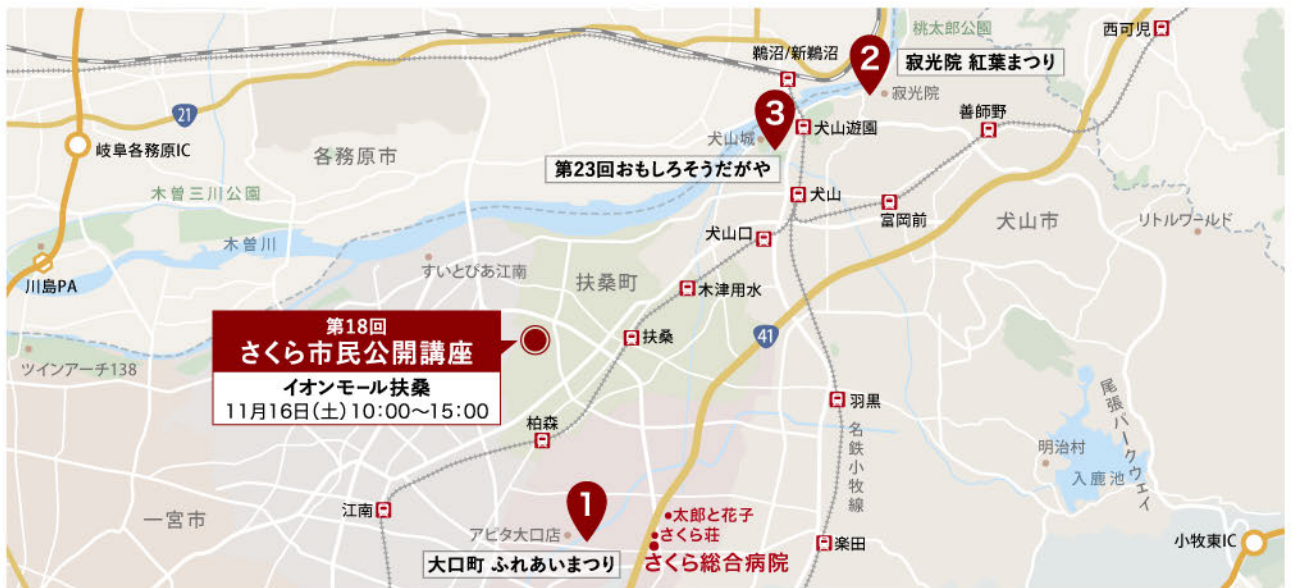 桃太郎公園
西可児
鵜沼/新鵜沼
2
寂光院 紅葉まつり
寂光院
21
3
善師野
犬山遊園
犬山城
岐阜各務原IC
各務原市
第23回おもしろそうだがや
木曽三川公園
犬山
富岡前
犬山市
リトルワールド
木曽川
犬山口
すいとぴあ江南
扶桑町
川島PA
木津用水
第18回
さくら市民公開講座
イオンモール扶桑
11月16日(土)10:00〜15:00
扶桑
41
ツインアーチ138
羽黒
尾張パークウェイ
柏森
名鉄小牧線
明治村
入鹿池
1
江南
一宮市
アピタ大口店
太郎と花子
さくら荘
さくら総合病院
楽田
小牧東IC
大口町 ふれあいまつり